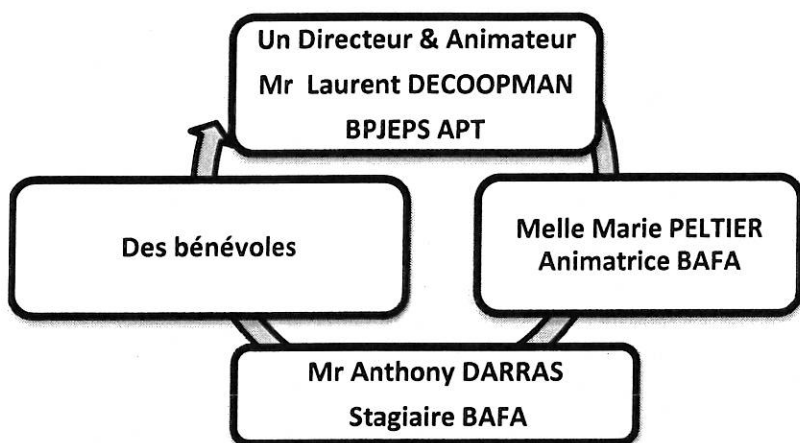 Un Directeur & Animateur
Mr Laurent DECOOPMAN
BPJEPS APT
Melle Marie PELTIER
Animatrice BAFA
Mr Anthony DARRAS
Stagiaire BAFA
Des bénévoles